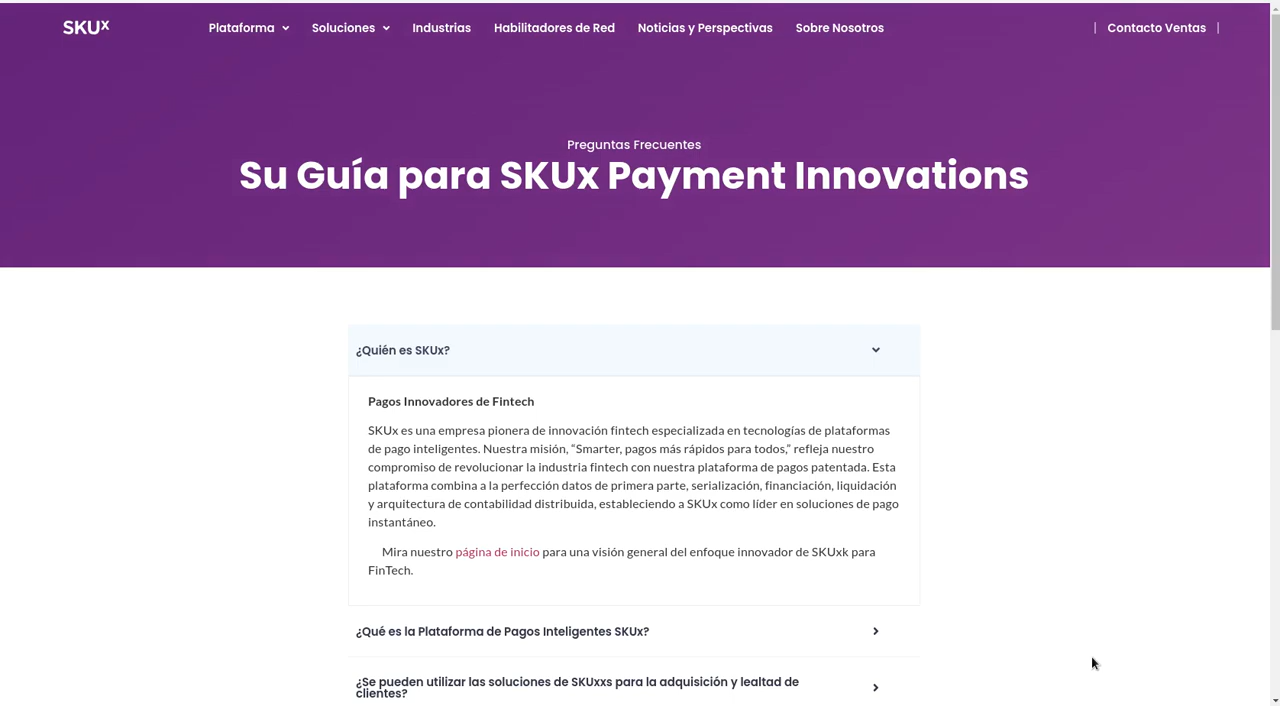 SKUx
Plataforma
Soluciones
Industrias
Habilitadores de Red
Noticias y Perspectivas
Sobre Nosotros
| Contacto Ventas |
Preguntas Frecuentes
Su Guía para SKUx Payment Innovations
¿Quién es SKUx?
Pagos Innovadores de Fintech
SKUx es una empresa pionera de innovación fintech especializada en tecnologías de plataformas
de pago inteligentes. Nuestra misión, “Smarter, pagos más rápidos para todos,” refleja nuestro
compromiso de revolucionar la industria fintech con nuestra plataforma de pagos patentada. Esta
plataforma combina a la perfección datos de primera parte, serialización, financiación, liquidación
y arquitectura de contabilidad distribuida, estableciendo a SKUx como líder en soluciones de pago
instantáneo.
Mira nuestro página de inicio para una visión general del enfoque innovador de SKUxk para
FinTech.
¿Qué es la Plataforma de Pagos Inteligentes SKUx?
¿Se pueden utilizar las soluciones de SKUxxs para la adquisición y lealtad de
clientes?